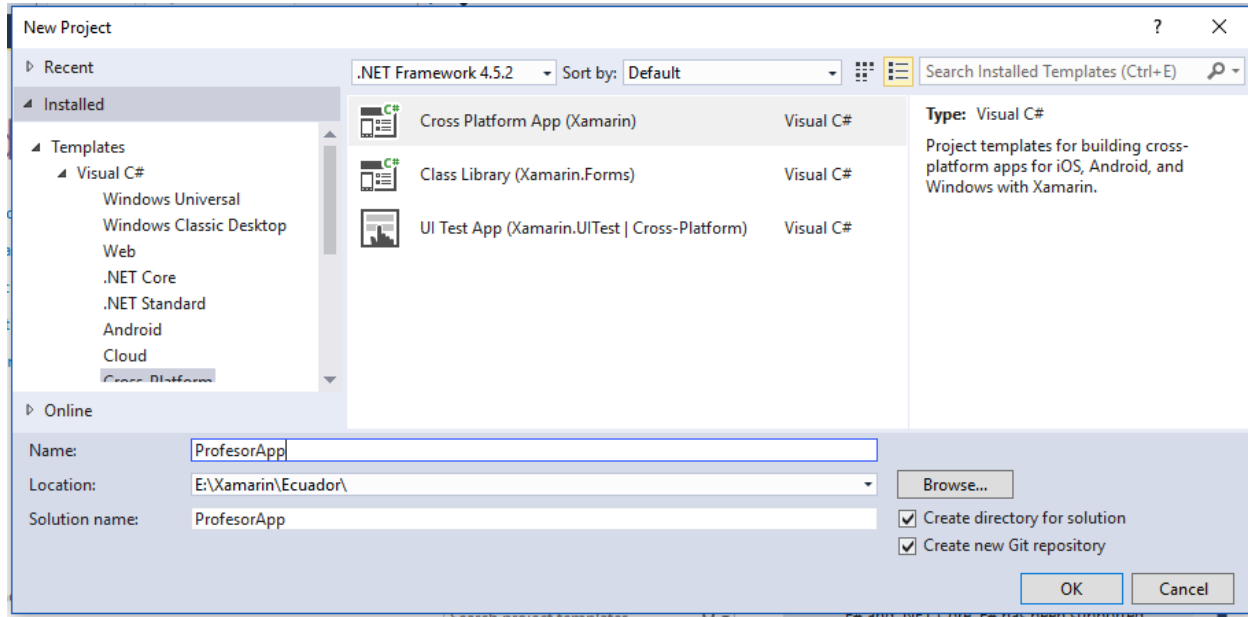 New Project
?
Recent
Installed
Templates
Visual C#
Windows Universal
Windows Classic Desktop
Web
.NET Core
.NET Standard
Android
Cloud
Cross-Platform
Online
.NET Framework 4.5.2 Sort by: Default
Search Installed Templates (Ctrl+E)
C# Cross Platform App (Xamarin) Visual C#
C# Class Library (Xamarin.Forms) Visual C#
UI Test App (Xamarin.UITest | Cross-Platform) Visual C#
Type: Visual C#
Project templates for building cross-
platform apps for iOS, Android, and
Windows with Xamarin.
Name: ProfesorApp
Location: E:\Xamarin\Ecuador\
Browse...
Solution name: ProfesorApp
Create directory for solution
Create new Git repository
OK Cancel